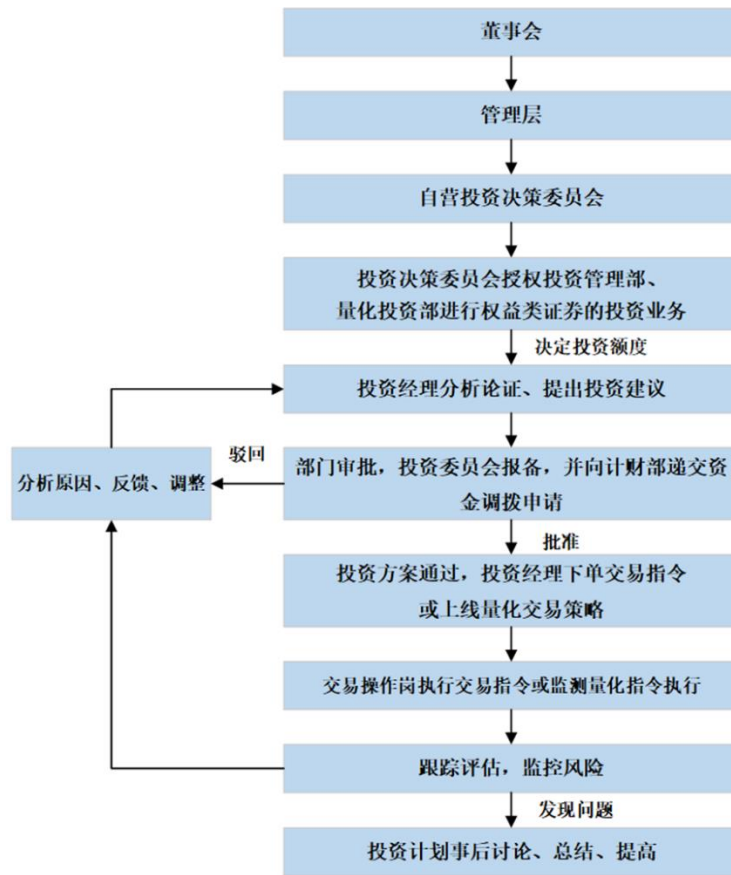 董事会
管理层
自营投资决策委员会
投资决策委员会授权投资管理部、
量化投资部进行权益类证券的投资业务
决定投资额度
投资经理分析论证、提出投资建议
驳回
分析原因、反馈、调整
部门审批，投资委员会报备，并向计财部递交资
金调拨申请
批准
投资方案通过，投资经理下单交易指令
或上线量化交易策略
交易操作岗执行交易指令或监测量化指令执行
跟踪评估，监控风险
发现问题
投资计划事后讨论、总结、提高